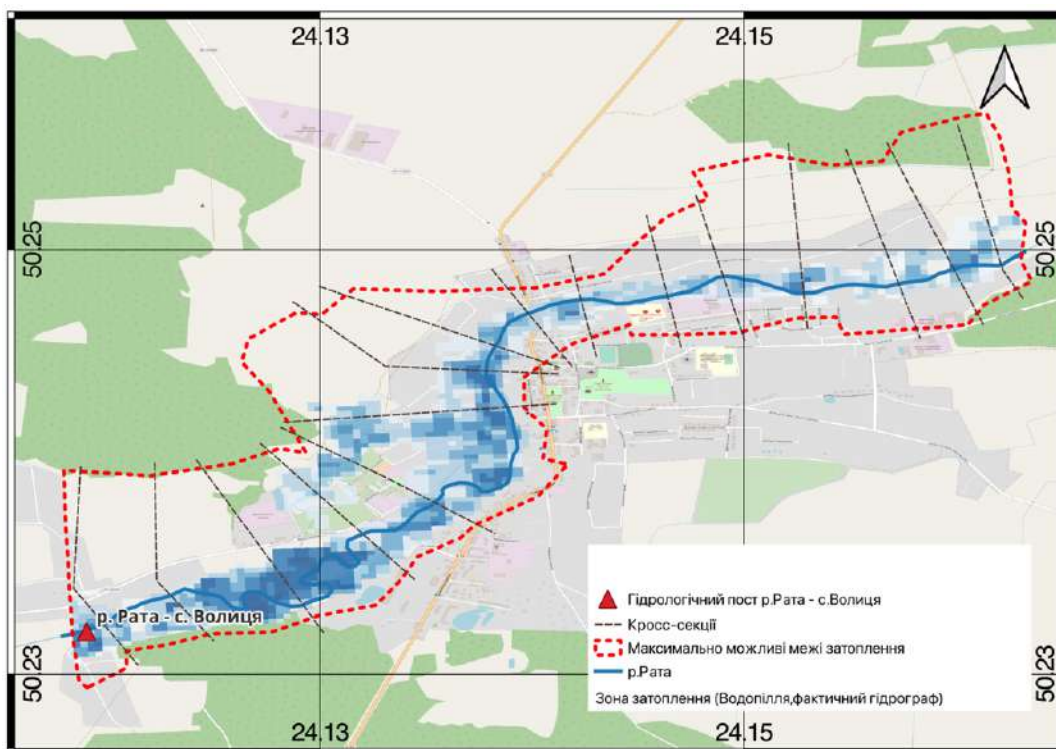 24.13
24.15
50.25
50.25
р. Рата - с. Волиця
Гідрологічний пост р.Рата - с.Волиця
Кросс-секції
Максимально можливі межі затоплення
р.Рата
Зона затоплення (Водопілля,фактичний гідрограф)
50.23
50.23
24.13
24.15